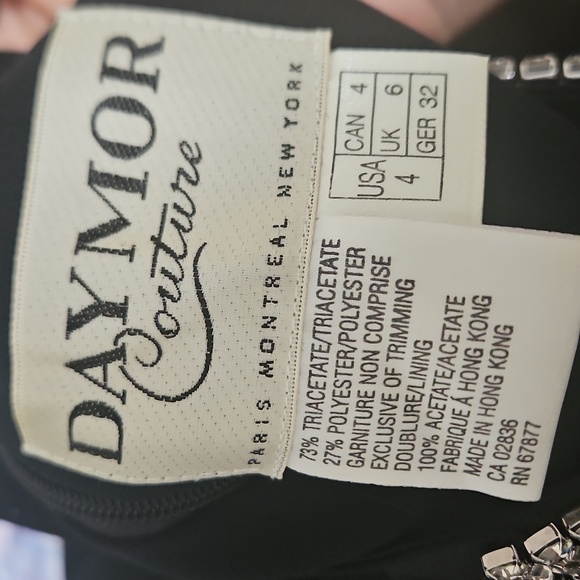 DAYMOR
Couture
PARIS MONTREAL NEW YORK
CAN 4
USA 4
UK 6
GER 32
73% TRIACETATE/TRIACETATE
27% POLYESTER/POLYESTER
GARNITURE NON COMPRISE
EXCLUSIVE OF TRIMMING
DOUBLURE/LINING
100% ACETATE/ACETATE
FABRIQUÉ Á HONG KONG
MADE IN HONG KONG
CA 02836
RN 67877